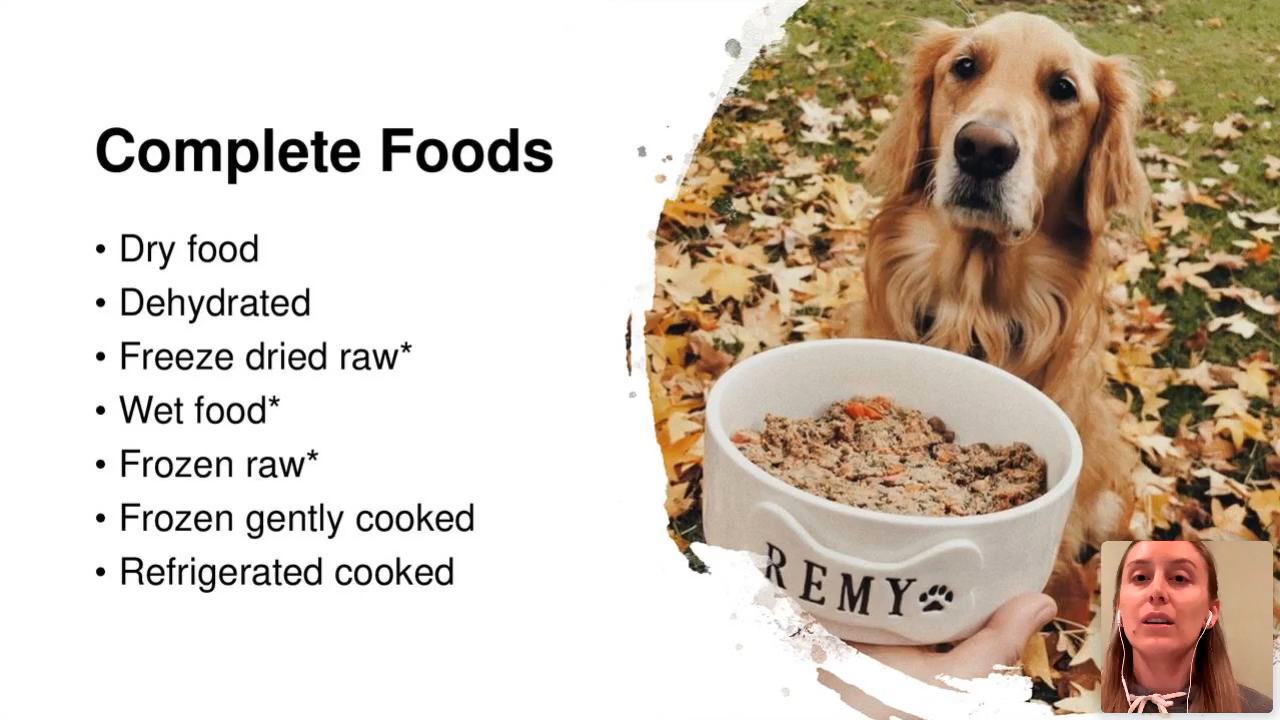 Complete Foods
• Dry food
• Dehydrated
• Freeze dried raw*
• Wet food*
• Frozen raw*
• Frozen gently cooked
• Refrigerated cooked
REMY